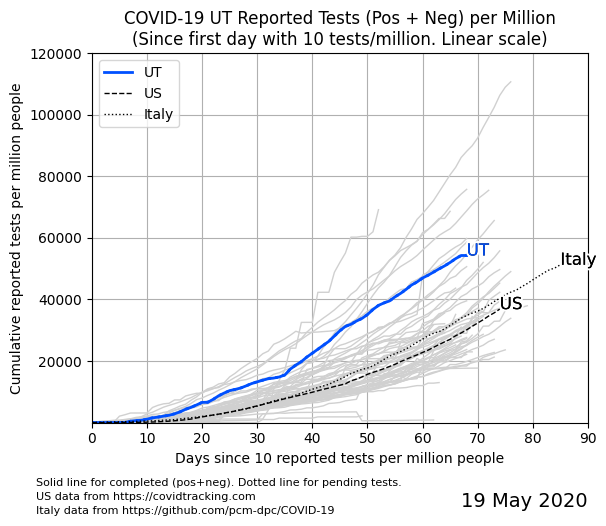 COVID-19 UT Reported Tests (Pos + Neg) per Million
(Since first day with 10 tests/million. Linear scale)
120000
100000
80000
60000
40000
20000
Cumulative reported tests per million people
UT
US
Italy
UT
Italy
US
0 10 20 30 40 50 60 70 80 90
Days since 10 reported tests per million people
Solid line for completed (pos+neg). Dotted line for pending tests.
US data from https://covidtracking.com
Italy data from https://github.com/pcm-dpc/COVID-19
19 May 2020